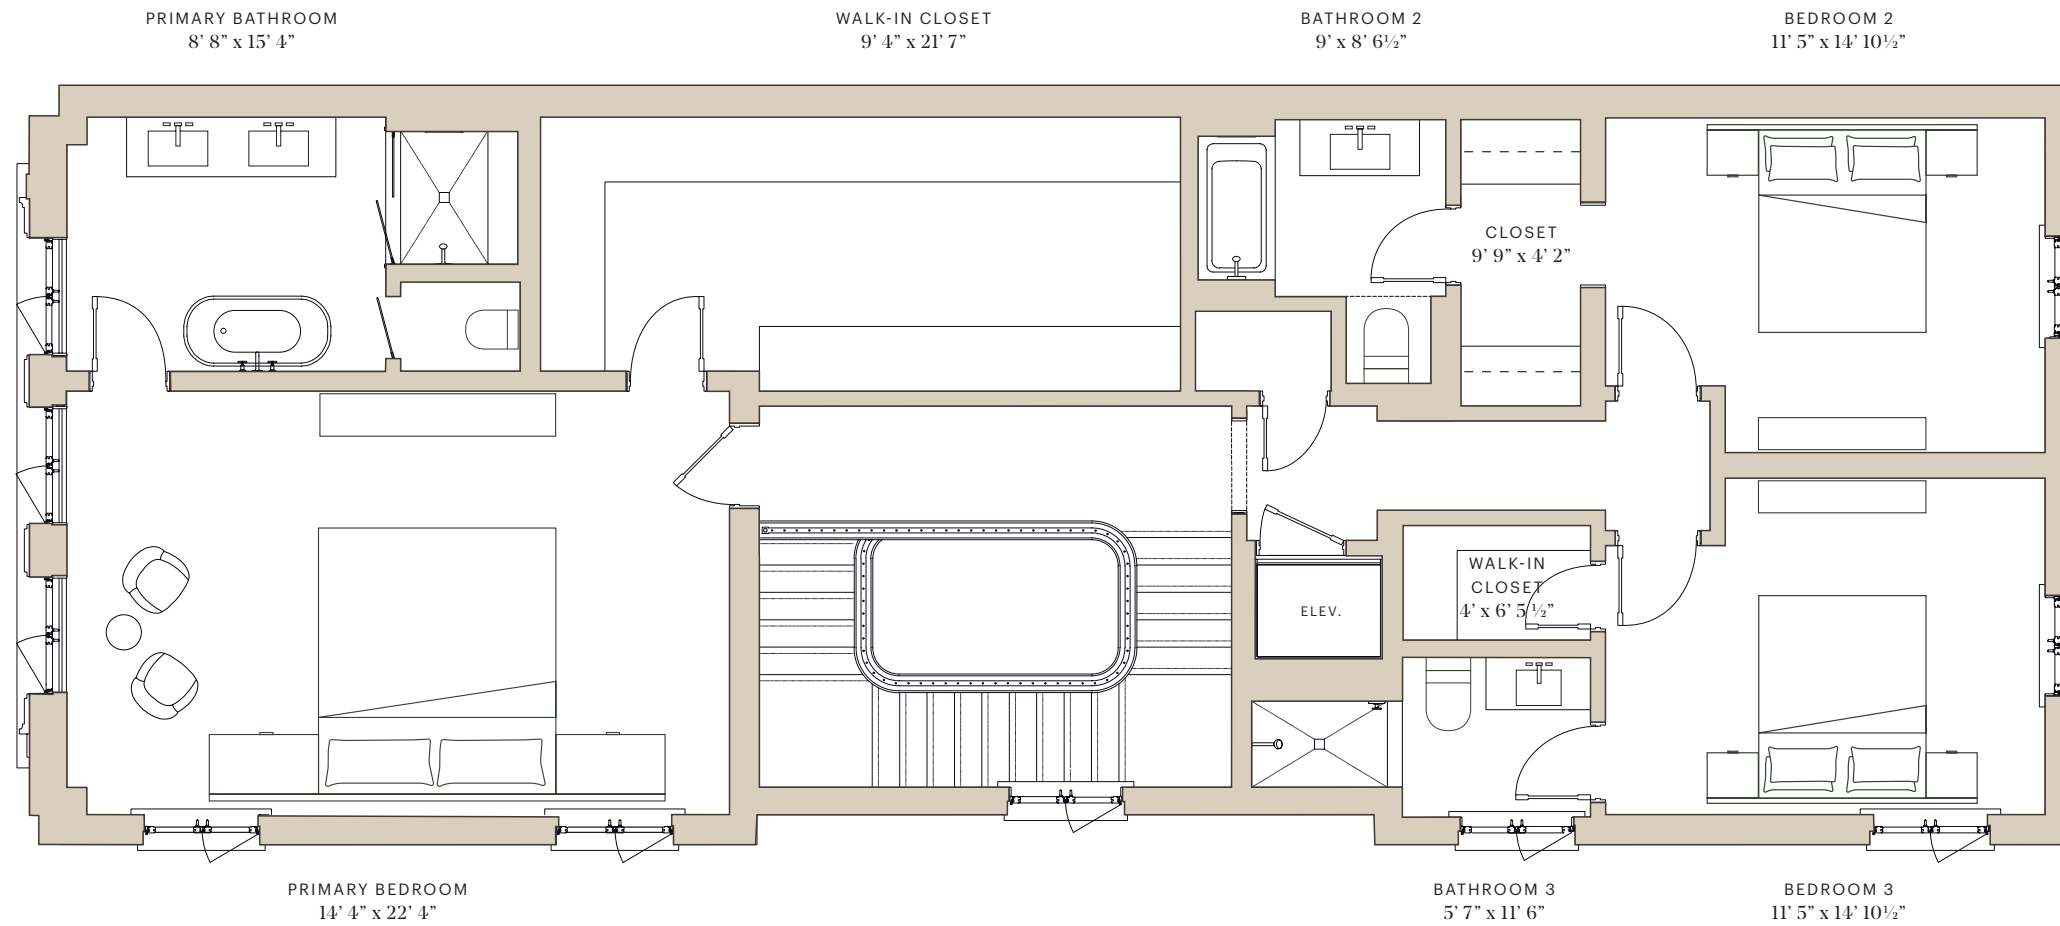 PRIMARY BATHROOM
8’ 8” x 15’ 4”
WALK-IN CLOSET
9’ 4” x 21’ 7”
BATHROOM 2
9’ x 8’ 6½”
BEDROOM 2
11’ 5” x 14’ 10½”
CLOSET
9’ 9” x 4’ 2”
WALK-IN
CLOSET
4’ x 6’ 5 ½”
ELEV.
PRIMARY BEDROOM
14’ 4” x 22’ 4”
BATHROOM 3
5’ 7” x 11’ 6”
BEDROOM 3
11’ 5” x 14’ 10½”